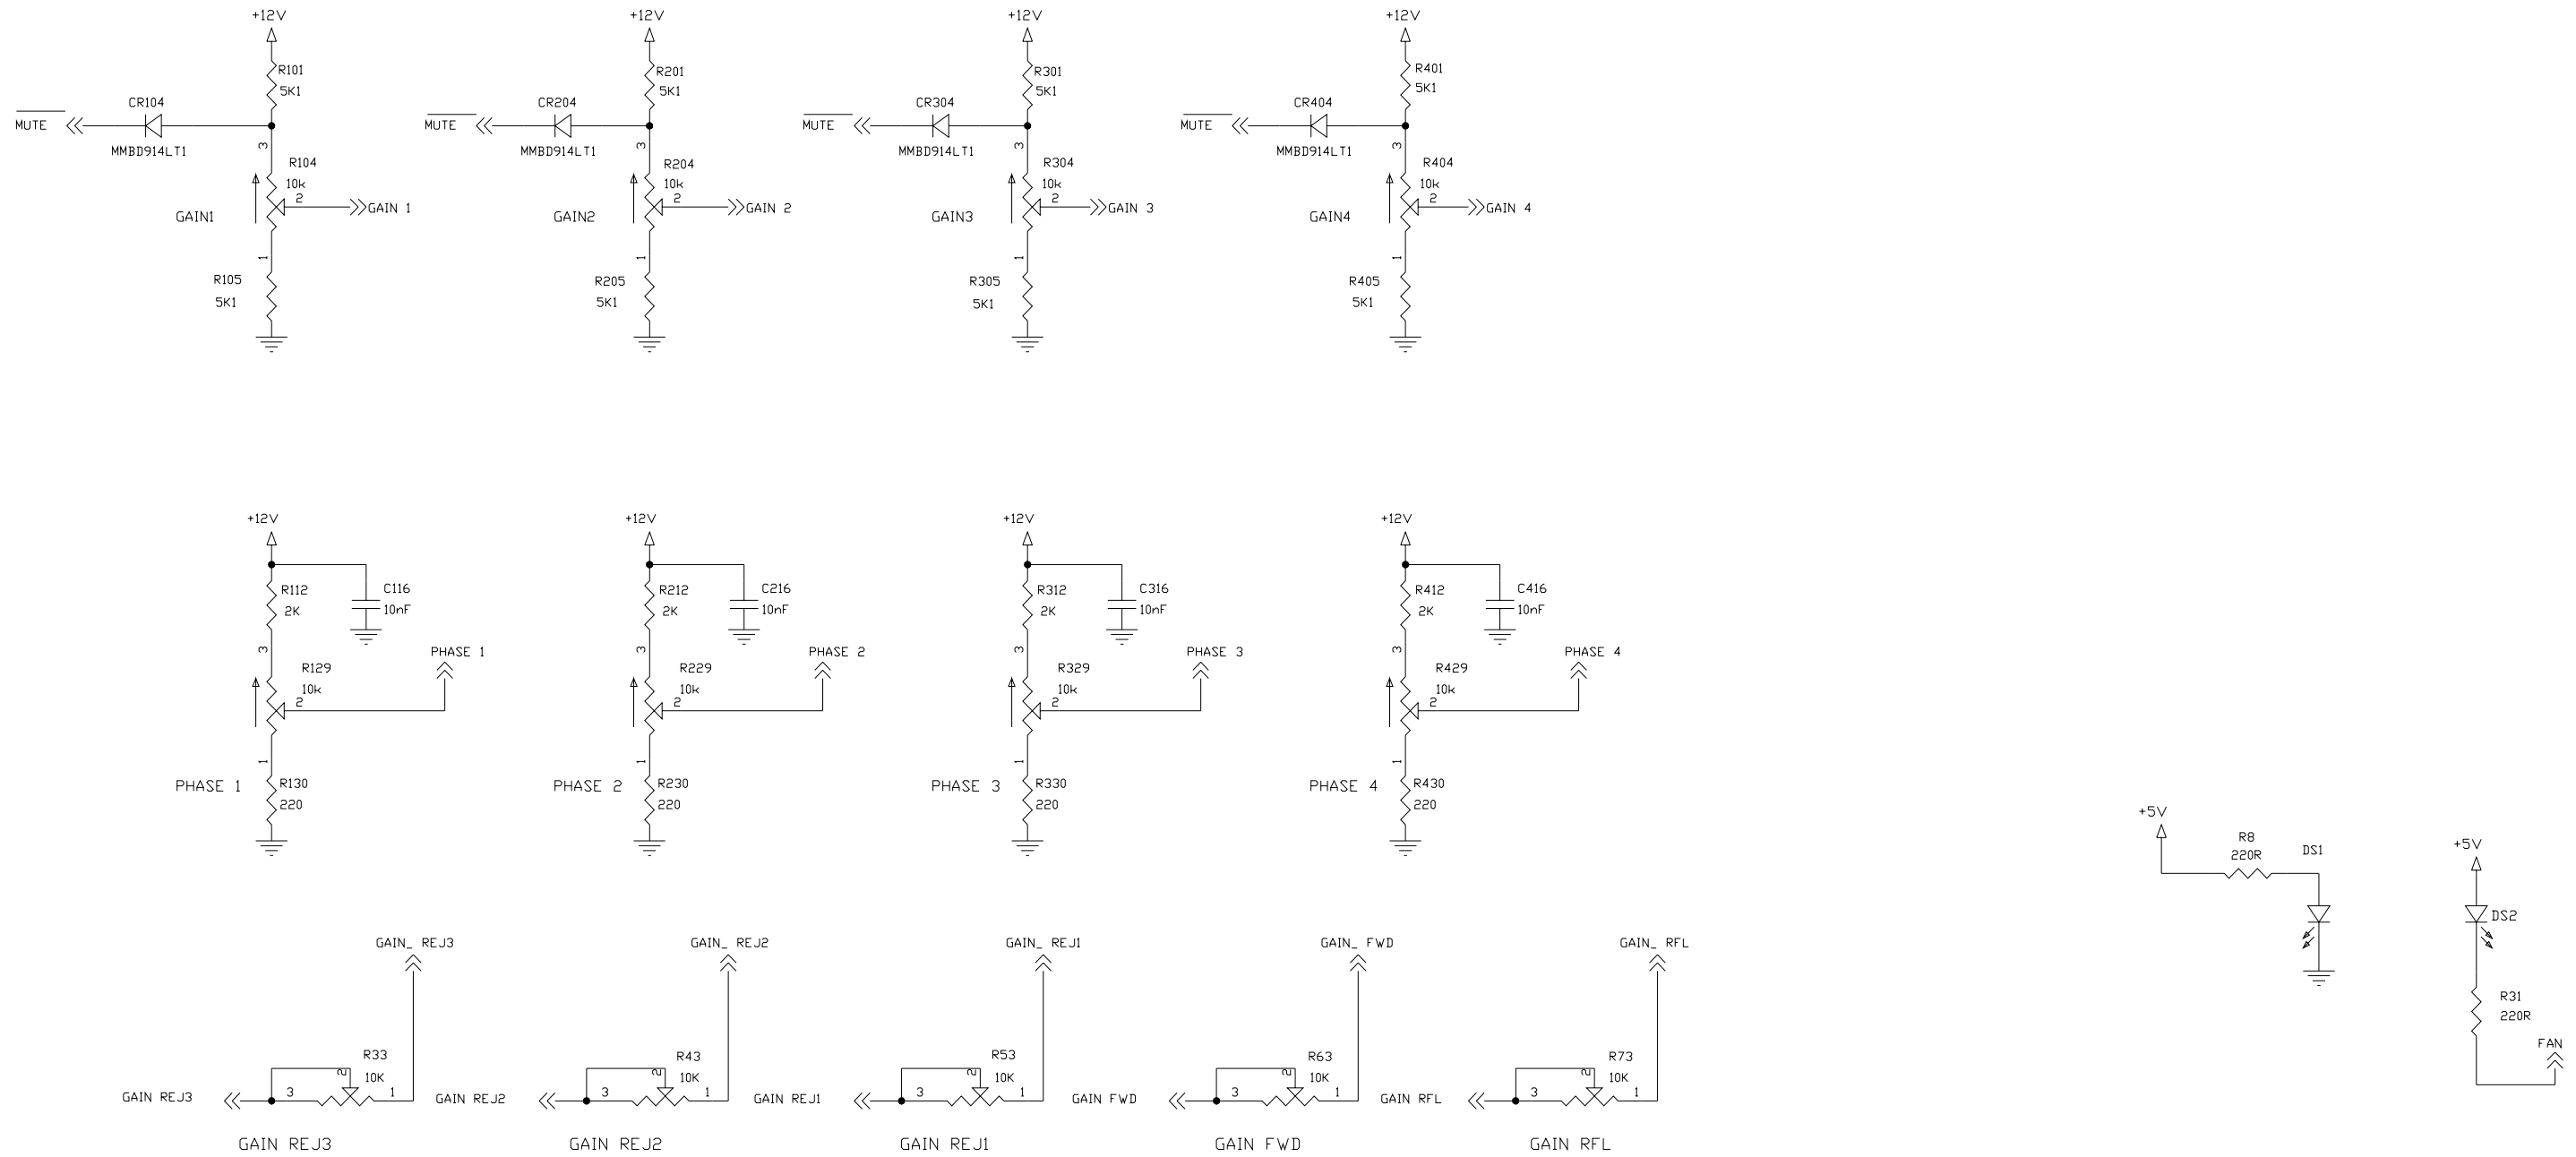 +12V +12V +12V +12V
R101 R201 R301 R401
5K1 5K1 5K1 5K1
CR104 CR204 CR304 CR404
MUTE MUTE MUTE MUTE
MMBD914LT1 MMBD914LT1 MMBD914LT1 MMBD914LT1
3 3 3 3
R104 R204 R304 R404
10k 10k 10k 10k
2 2 2 2
GAIN 1 GAIN 2 GAIN 3 GAIN 4
GAIN1 GAIN2 GAIN3 GAIN4
1 1 1 1
R105 R205 R305 R405
5K1 5K1 5K1 5K1
+12V +12V +12V +12V
R112 C116 R212 C216 R312 C316 R412 C416
2K 10nF 2K 10nF 2K 10nF 2K 10nF
3 PHASE 1 3 PHASE 2 3 PHASE 3 3 PHASE 4
R129 R229 R329 R429
10k 10k 10k 10k
2 2 2 2
1 1 1 1
PHASE 1 R130 PHASE 2 R230 PHASE 3 R330 PHASE 4 R430
220 220 220 220
+5V
R8
220R DS1
+5V
DS2
R31
220R
FAN
GAIN_ REJ3 GAIN_ REJ2 GAIN_ REJ1 GAIN_ FWD GAIN_ RFL
R33 R43 R53 R63 R73
2 10K 2 10K 2 10K 2 10K 2 10K
GAIN REJ3 3 1 GAIN REJ2 3 1 GAIN REJ1 3 1 GAIN FWD 3 1 GAIN RFL 3 1
GAIN REJ3 GAIN REJ2 GAIN REJ1 GAIN FWD GAIN RFL